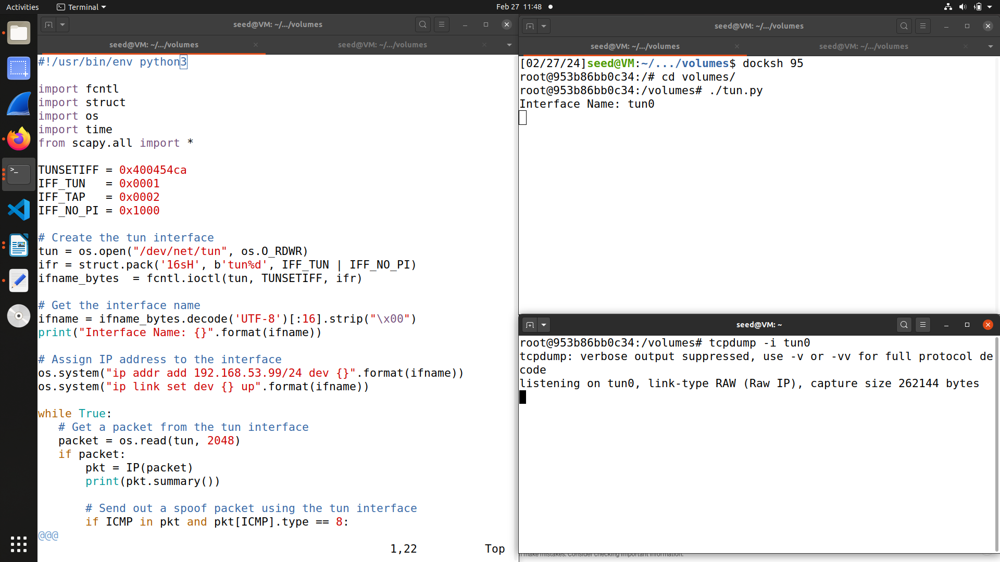 Activities
Terminal
Feb 27 11:48
seed@VM: ~/.../volumes
seed@VM: ~/.../volumes
seed@VM: ~/.../volumes
#!/usr/bin/env python3
import fcntl
import struct
import os
import time
from scapy.all import *
TUNSETIFF = 0x400454ca
IFF_TUN   = 0x0001
IFF_TAP   = 0x0002
IFF_NO_PI = 0x1000
# Create the tun interface
tun = os.open("/dev/net/tun", os.O_RDWR)
ifr = struct.pack('16sH', b'tun%d', IFF_TUN | IFF_NO_PI)
ifname_bytes  = fcntl.ioctl(tun, TUNSETIFF, ifr)
# Get the interface name
ifname = ifname_bytes.decode('UTF-8')[:16].strip("\x00")
print("Interface Name: {}".format(ifname))
# Assign IP address to the interface
os.system("ip addr add 192.168.53.99/24 dev {}".format(ifname))
os.system("ip link set dev {} up".format(ifname))
while True:
   # Get a packet from the tun interface
   packet = os.read(tun, 2048)
   if packet:
       pkt = IP(packet)
       print(pkt.summary())
       # Send out a spoof packet using the tun interface
       if ICMP in pkt and pkt[ICMP].type == 8:
@@@
1,22          Top
seed@VM: ~/.../volumes
seed@VM: ~/.../volumes
seed@VM: ~/.../volumes
[02/27/24]seed@VM:~/.../volumes$ docksh 95
root@953b86bb0c34:/# cd volumes/
root@953b86bb0c34:/volumes# ./tun.py
Interface Name: tun0
seed@VM: ~
root@953b86bb0c34:/volumes# tcpdump -i tun0
tcpdump: verbose output suppressed, use -v or -vv for full protocol de
code
listening on tun0, link-type RAW (Raw IP), capture size 262144 bytes
make mistakes. Consider checking important information.